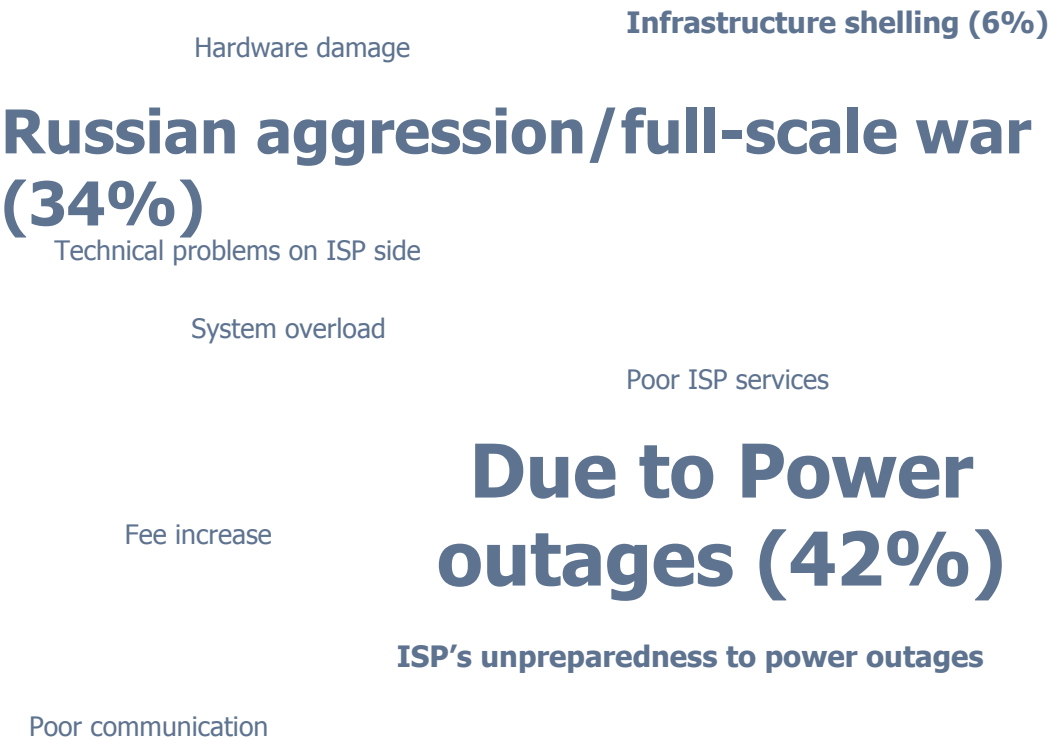 Infrastructure shelling (6%)
Hardware damage
Russian aggression/full-scale war
(34%)
Technical problems on ISP side
System overload
Poor ISP services
Due to Power
outages (42%)
Fee increase
ISP’s unpreparedness to power outages
Poor communication